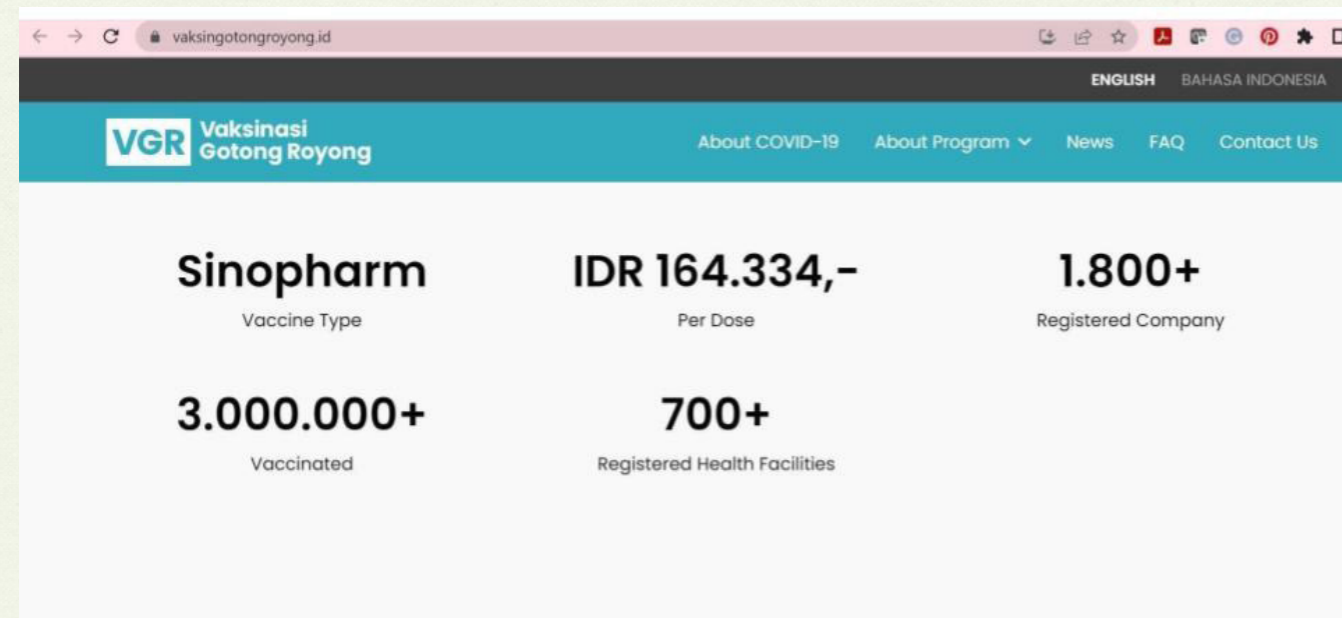 vaksingotongroyong.id
ENGLISH BAHASA INDONESIA
VGR Vaksinasi
Gotong Royong
About COVID-19 About Program News FAQ Contact Us
Sinopharm
Vaccine Type
IDR 164.334,-
Per Dose
1.800+
Registered Company
3.000.000+
Vaccinated
700+
Registered Health Facilities